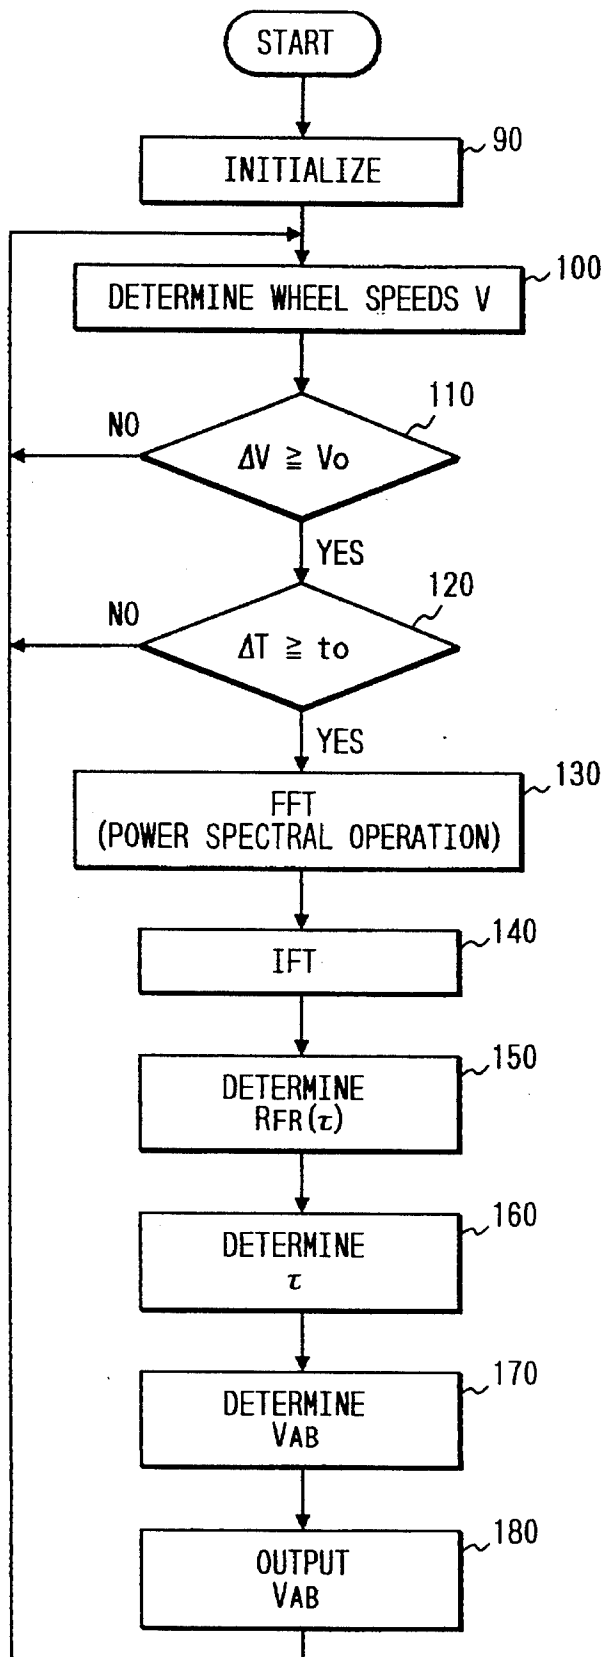 START
90
INITIALIZE
100
DETERMINE WHEEL SPEEDS V
110
NO
ΔV ≧ Vo
YES
120
NO
ΔT ≧ to
YES
130
FFT
(POWER SPECTRAL OPERATION)
140
IFT
150
DETERMINE
RFR(τ)
160
DETERMINE
τ
170
DETERMINE
VAB
180
OUTPUT
VAB